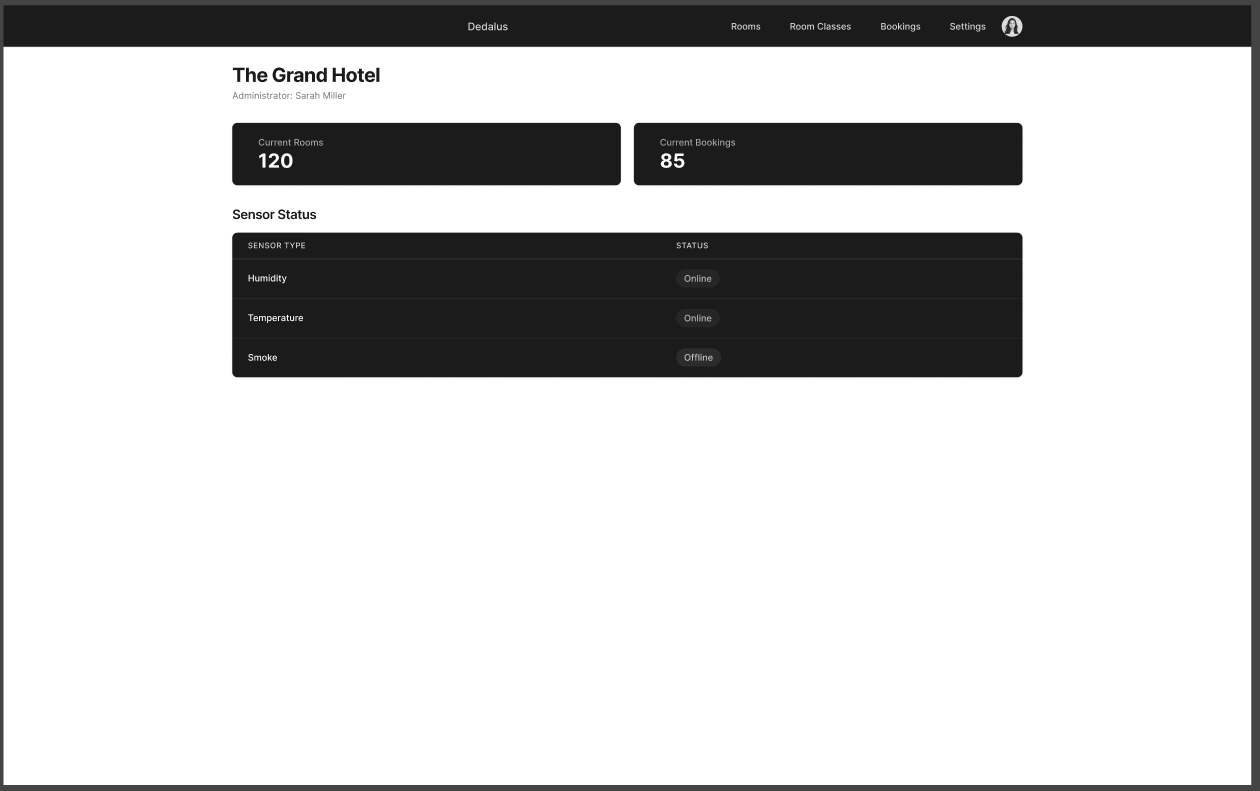 Dedalus Rooms Room Classes Bookings Settings
The Grand Hotel
Administrator: Sarah Miller
Current Rooms
120
Current Bookings
85
Sensor Status
SENSOR TYPE STATUS
Humidity Online
Temperature Online
Smoke Offline